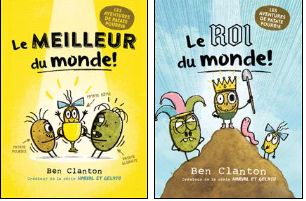 LES
AVENTURES
DE PATATE
POURRIE
Le MEILLEUR
du monde!
PATATE
Ben Clanton
Créateur de la série NARVAL ET GELATO
LES
AVENTURES
DE PATATE
POURRIE
Le ROI
du monde!
Ben Clanton
Créateur de la série NARVAL ET GELATO